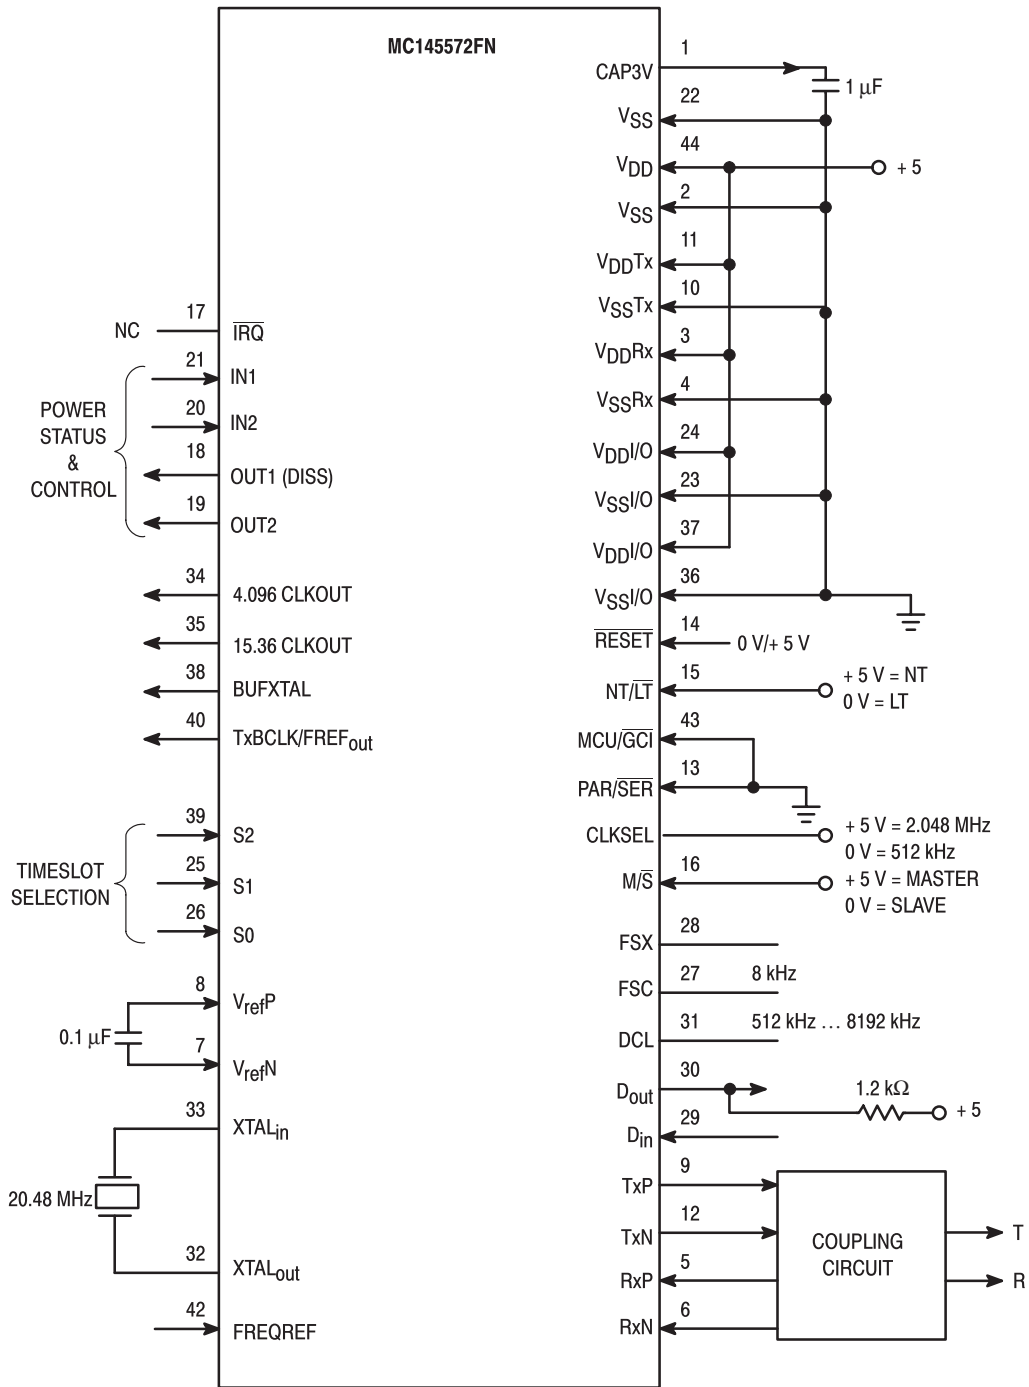 MC145572FN
1
CAP3V
1 μF
22
VSS
44
VDD
+ 5
2
VSS
11
VDDTx
10
VSSTx
3
VDDRx
4
VSSRx
24
VDDI/O
23
VSSI/O
37
VDDI/O
36
VSSI/O
14
RESET
0 V/+ 5 V
15
NT/LT
+ 5 V = NT
0 V = LT
43
MCU/GCI
13
PAR/SER
CLKSEL
+ 5 V = 2.048 MHz
0 V = 512 kHz
16
M/S
+ 5 V = MASTER
0 V = SLAVE
28
FSX
27
FSC
8 kHz
31
DCL
512 kHz … 8192 kHz
30
Dout
1.2 kΩ
+ 5
29
Din
9
TxP
12
TxN
5
RxP
6
RxN
COUPLING
CIRCUIT
T
R
17
NC
IRQ
21
IN1
20
IN2
18
OUT1 (DISS)
19
OUT2
POWER
STATUS
&
CONTROL
34
4.096 CLKOUT
35
15.36 CLKOUT
38
BUFXTAL
40
TxBCLK/FREFout
39
S2
25
S1
26
S0
TIMESLOT
SELECTION
8
VrefP
0.1 μF
7
VrefN
33
XTALin
20.48 MHz
32
XTALout
42
FREQREF